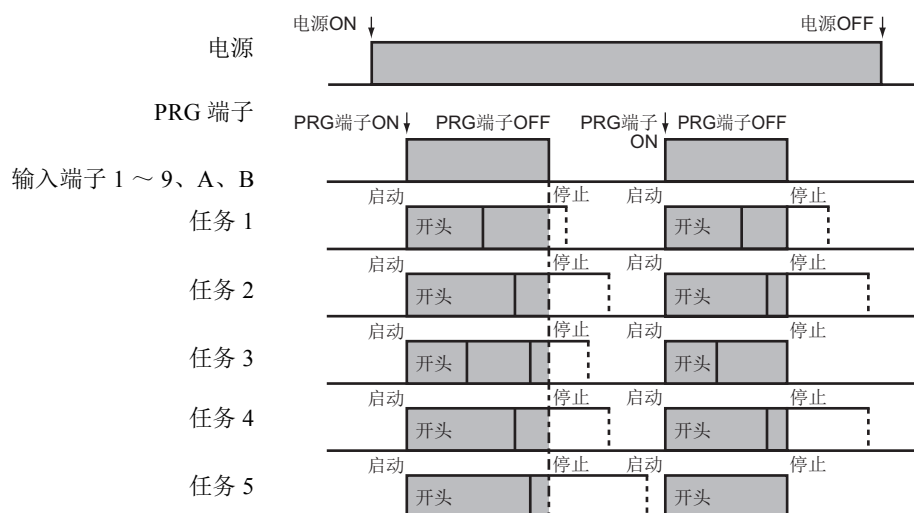 电源ON
电源OFF
电源
PRG 端子
PRG端子ON
PRG端子OFF
PRG端子
ON
PRG端子OFF
输入端子 1 ～ 9、A、B
启动
停止
启动
停止
任务 1
开头
开头
启动
停止
启动
停止
任务 2
开头
开头
启动
停止
启动
停止
任务 3
开头
开头
启动
停止
启动
停止
任务 4
开头
开头
启动
停止
启动
停止
任务 5
开头
开头